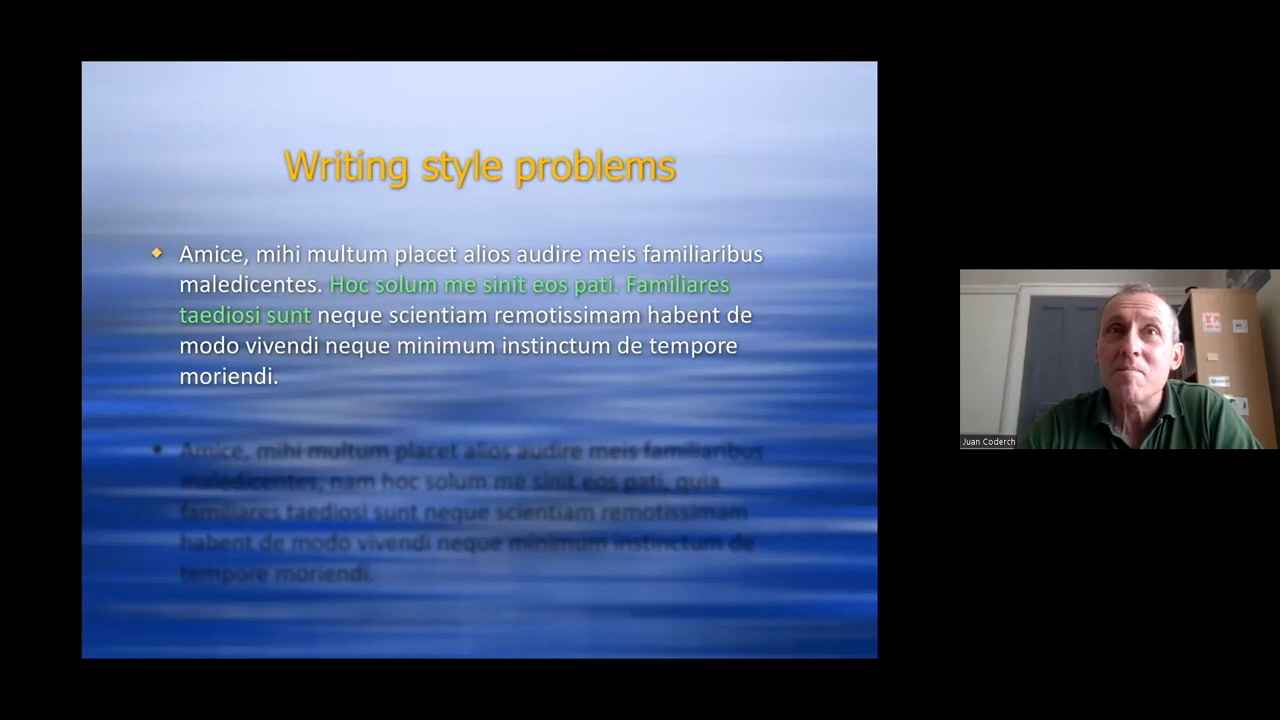 Writing style problems
Amice, mihi multum placet alios audire meis familiaribus
maledicentes. Hoc solum me sinit eos pati. Familiares
taediosi sunt neque scientiam remotissimam habent de
modo vivendi neque minimum instinctum de tempore
moriendi.
Amice, mihi multum placet alios audire meis familiaribus
maledicentes, nam hoc solum me sinit eos pati, quia
familiares taediosi sunt neque scientiam remotissimam
habent de modo vivendi neque minimum instinctum de
tempore moriendi.
Juan Coderch